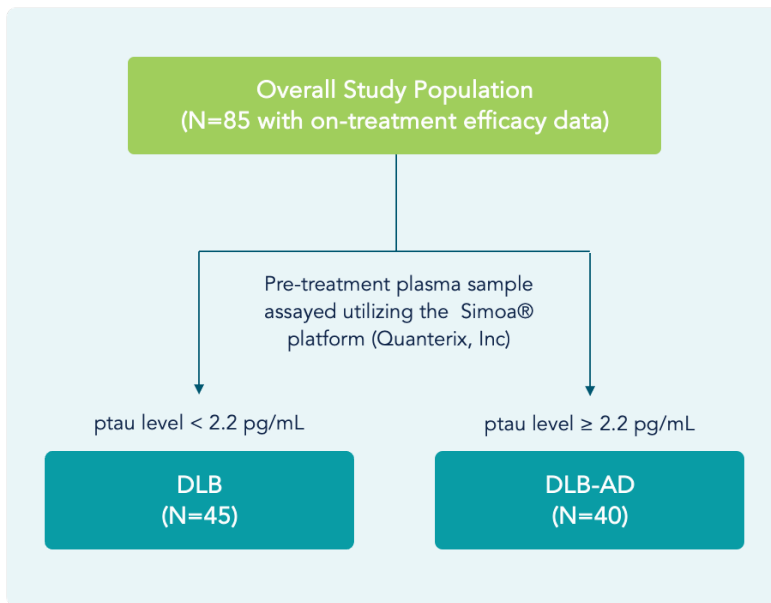 Overall Study Population
(N=85 with on-treatment efficacy data)
Pre-treatment plasma sample
assayed utilizing the Simoa®
platform (Quanterix, Inc)
ptau level < 2.2 pg/mL
ptau level ≥ 2.2 pg/mL
DLB
(N=45)
DLB-AD
(N=40)